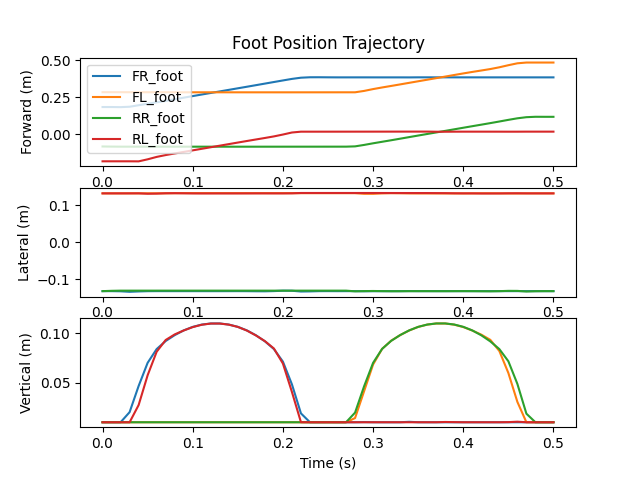 Foot Position Trajectory
Forward (m)
0.50
0.25
0.00
FR_foot
FL_foot
RR_foot
RL_foot
0.0 0.1 0.2 0.3 0.4 0.5
Lateral (m)
0.1
0.0
−0.1
0.0 0.1 0.2 0.3 0.4 0.5
Vertical (m)
0.10
0.05
0.0 0.1 0.2 0.3 0.4 0.5
Time (s)